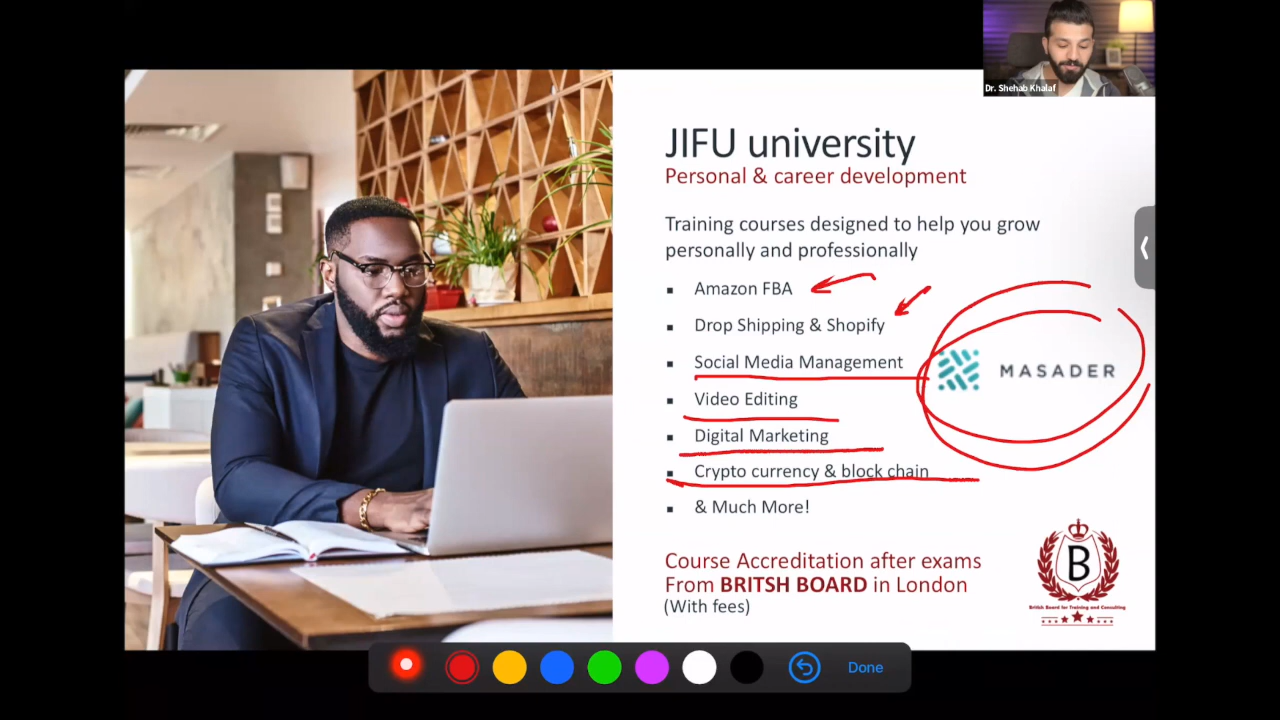 Dr. Shehab Khalaf
JIFU university
Personal & career development
Training courses designed to help you grow
personally and professionally
Amazon FBA
Drop Shipping & Shopify
Social Media Management
MASADER
Video Editing
Digital Marketing
Crypto currency & block chain
& Much More!
Course Accreditation after exams
From BRITSH BOARD in London
(With fees)
B
British Board for Training and Consulting
Done